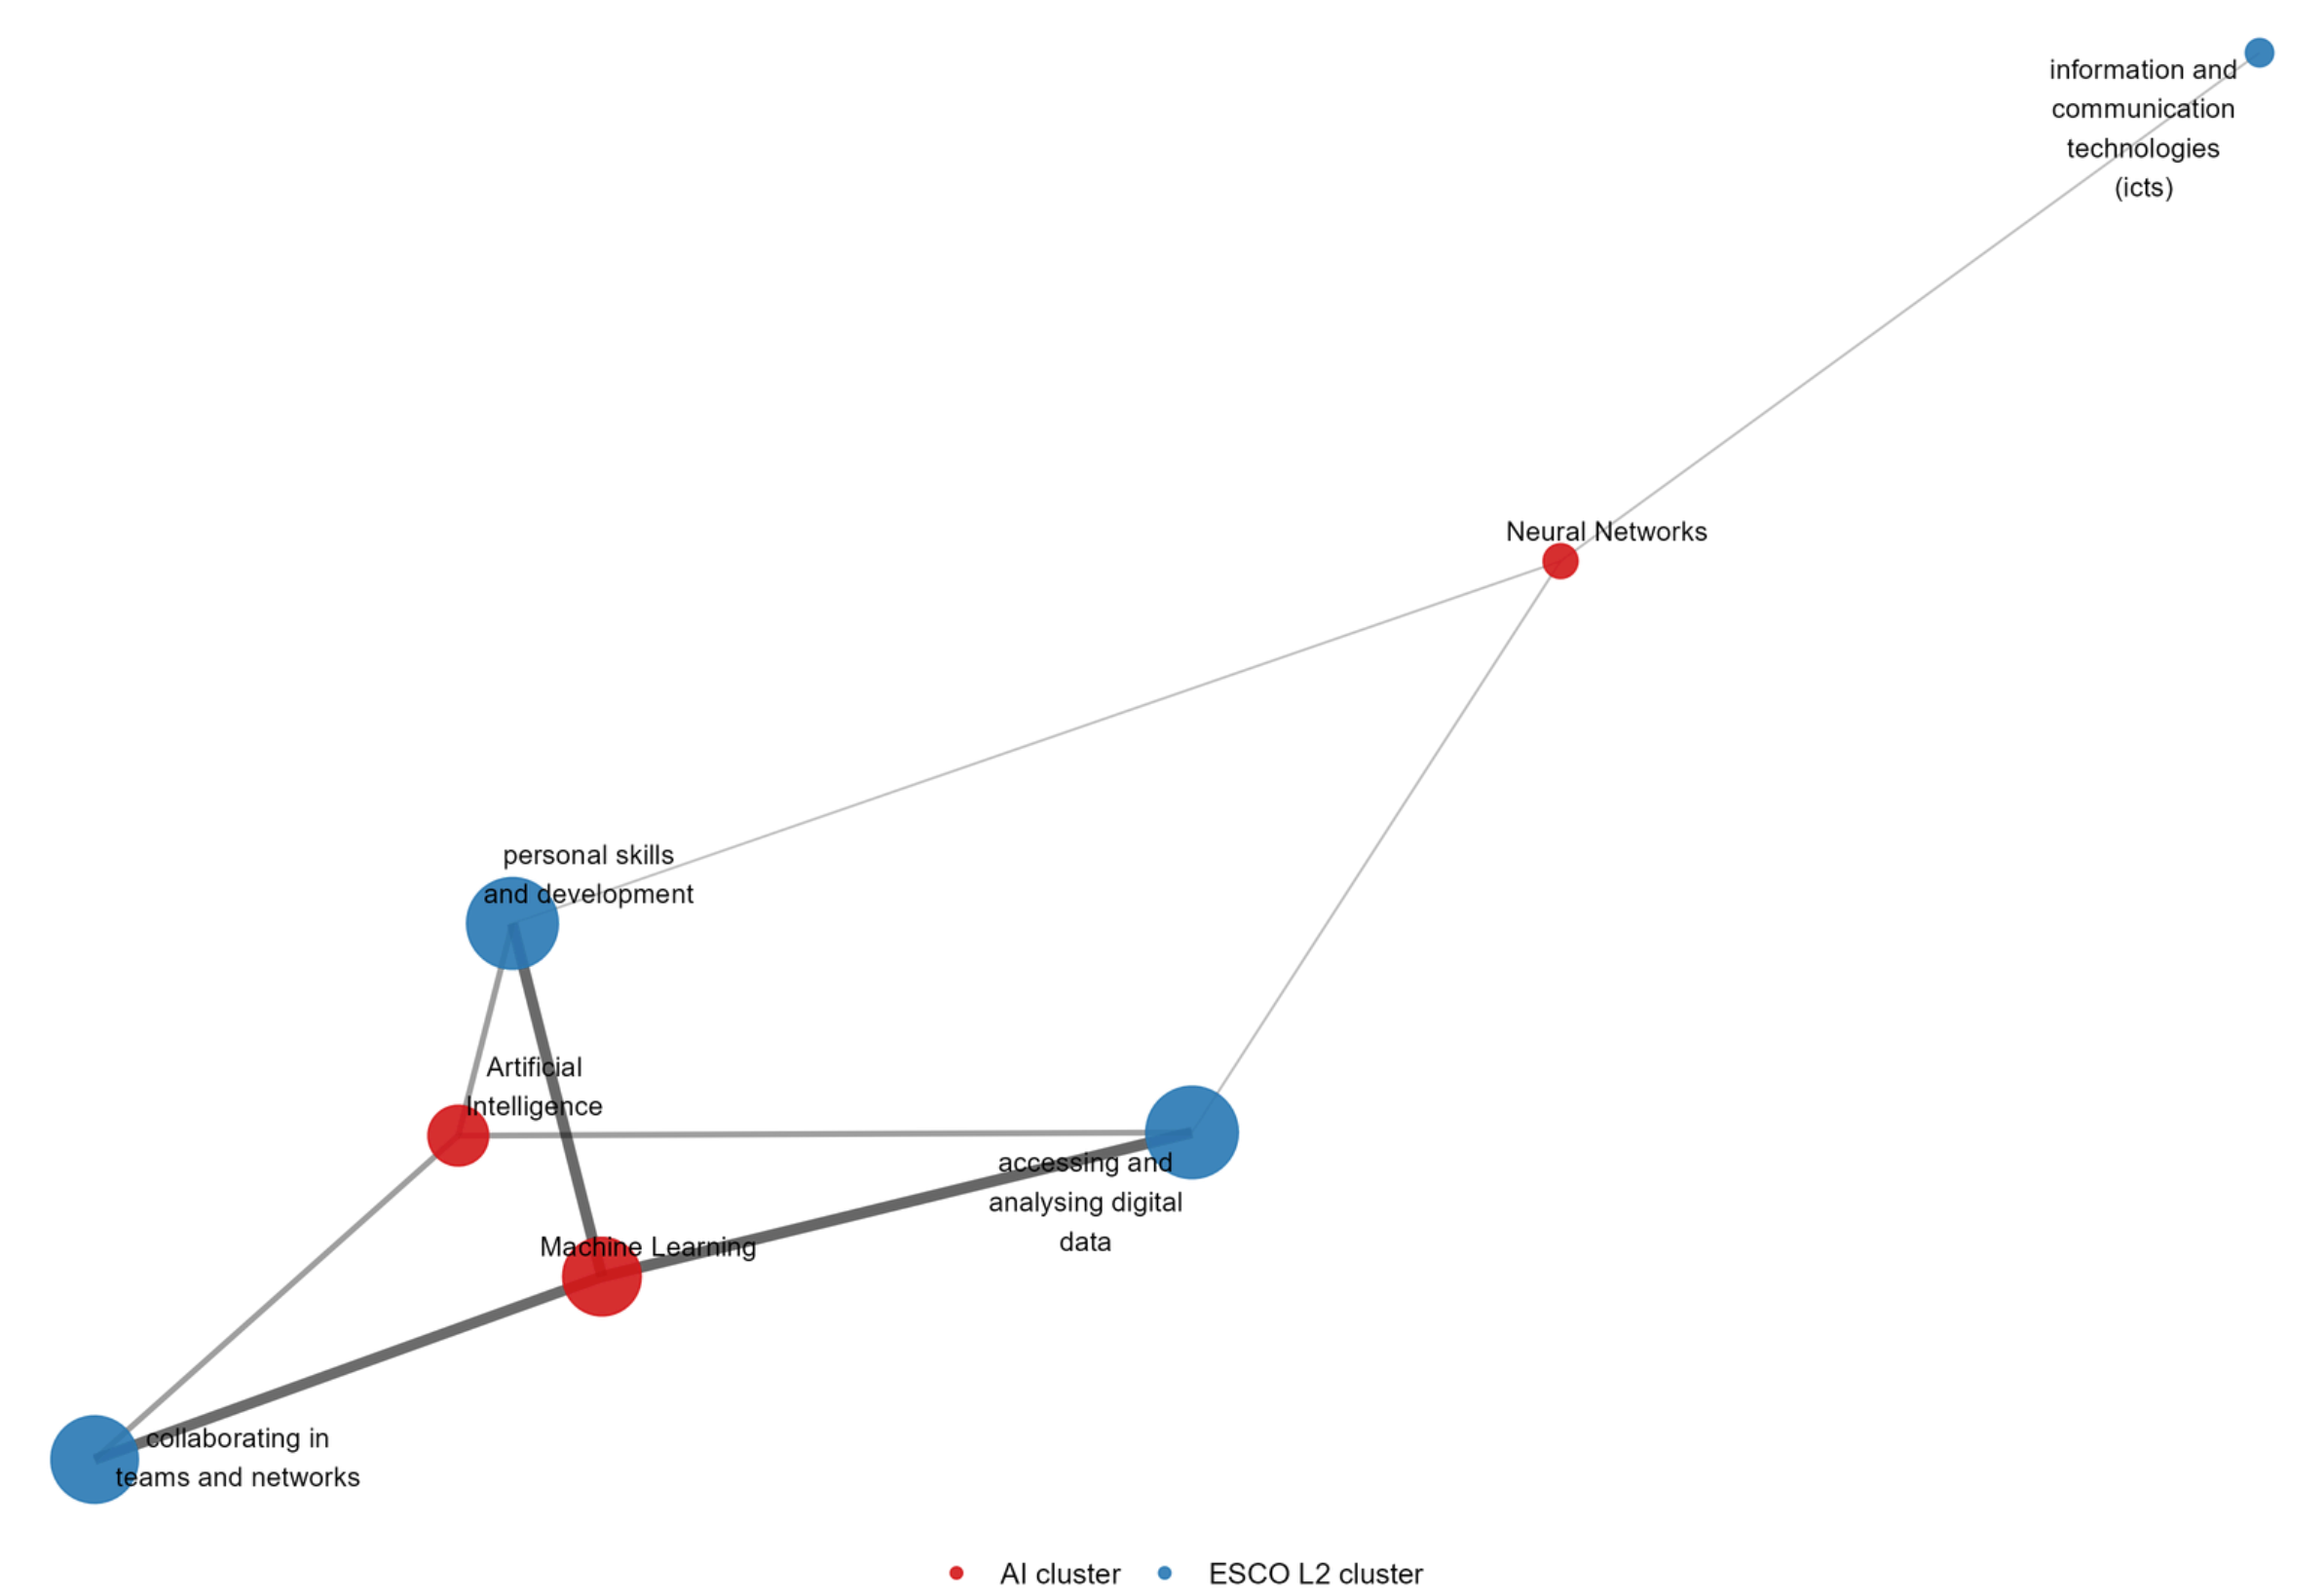 information and
communication
technologies
(icts)
Neural Networks
personal skills
and development
Artificial
Intelligence
accessing and
analysing digital
data
Machine Learning
collaborating in
teams and networks
AI cluster
ESCO L2 cluster